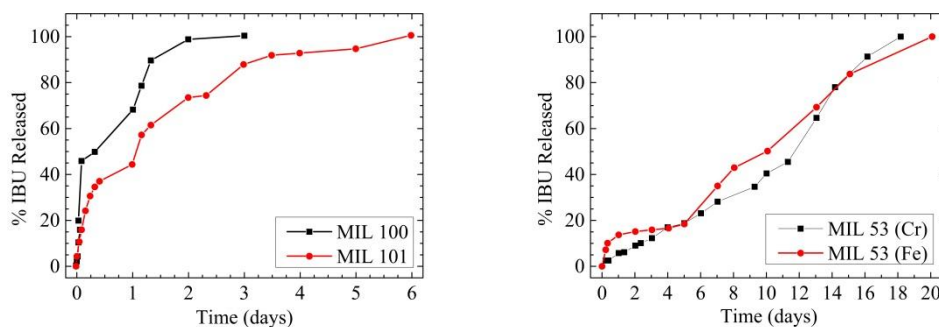 % IBU Released
100
80
60
40
20
0
MIL 100
MIL 101
0 1 2 3 4 5 6
Time (days)
% IBU Released
100
80
60
40
20
0
MIL 53 (Cr)
MIL 53 (Fe)
0 2 4 6 8 10 12 14 16 18 20
Time (days)